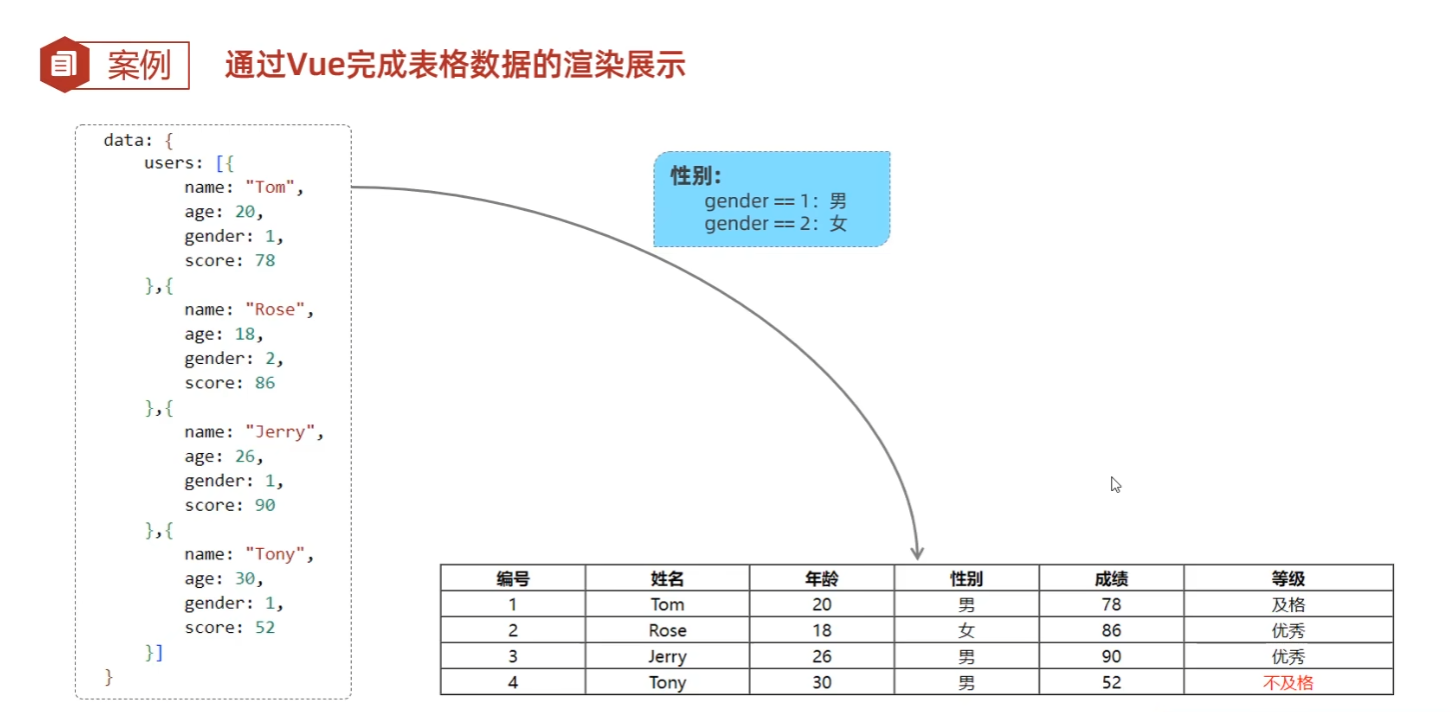 案例
通过Vue完成表格数据的渲染展示
data: {
users: [{
name: "Tom",
age: 20,
gender: 1,
score: 78
},{
name: "Rose",
age: 18,
gender: 2,
score: 86
},{
name: "Jerry",
age: 26,
gender: 1,
score: 90
},{
name: "Tony",
age: 30,
gender: 1,
score: 52
}]
}
性别：
gender == 1：男
gender == 2：女
编号 姓名 年龄 性别 成绩 等级
1 Tom 20 男 78 及格
2 Rose 18 女 86 优秀
3 Jerry 26 男 90 优秀
4 Tony 30 男 52 不及格